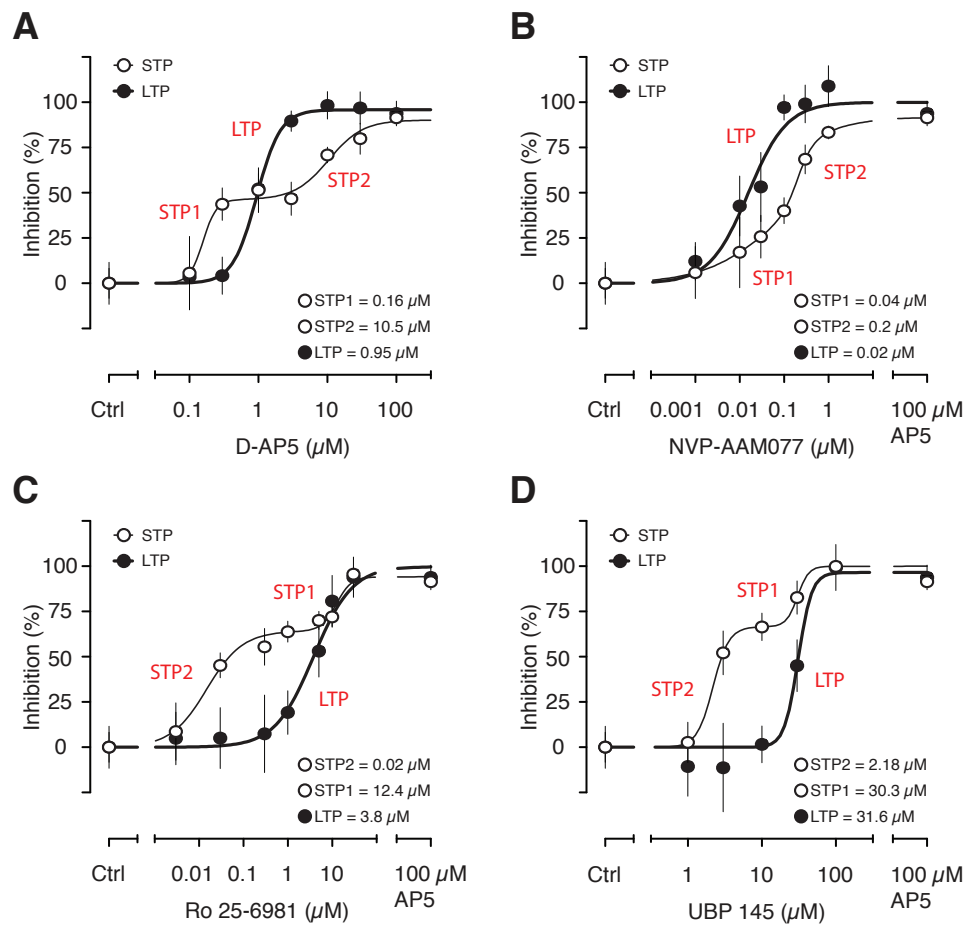 A
STP
LTP
100
75
50
25
0
Inhibition (%)
LTP
STP1
STP2
STP1 = 0.16 µM
STP2 = 10.5 µM
LTP = 0.95 µM
Ctrl 0.1 1 10 100
D-AP5 (µM)
B
STP
LTP
100
75
50
25
0
Inhibition (%)
LTP
STP2
STP1
STP1 = 0.04 µM
STP2 = 0.2 µM
LTP = 0.02 µM
Ctrl 0.001 0.01 0.1 1 100 µM
AP5
NVP-AAM077 (µM)
C
STP
LTP
100
75
50
25
0
Inhibition (%)
STP1
STP2
LTP
STP2 = 0.02 µM
STP1 = 12.4 µM
LTP = 3.8 µM
Ctrl 0.01 0.1 1 10 100 µM
AP5
Ro 25-6981 (µM)
D
STP
LTP
100
75
50
25
0
Inhibition (%)
STP1
STP2
LTP
STP2 = 2.18 µM
STP1 = 30.3 µM
LTP = 31.6 µM
Ctrl 1 10 100 100 µM
AP5
UBP 145 (µM)